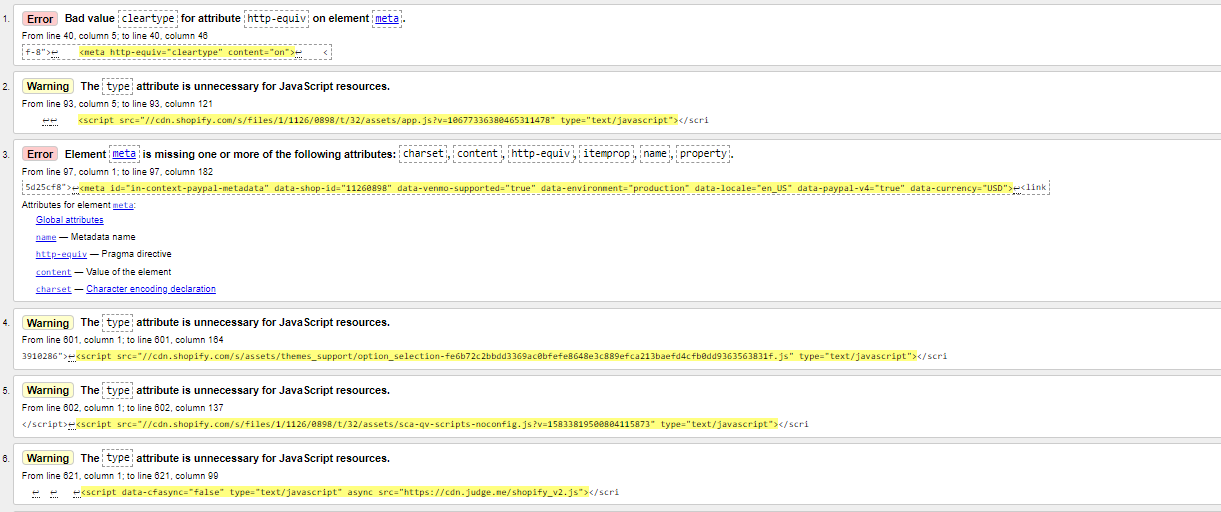 1. Error Bad value cleartype for attribute http-equiv on element meta.
From line 40, column 5; to line 40, column 46
f-8">↩ <meta http-equiv="cleartype" content="on">↩ <
2. Warning The type attribute is unnecessary for JavaScript resources.
From line 93, column 5; to line 93, column 121
↩↩ <script src="//cdn.shopify.com/s/files/1/1126/0898/t/32/assets/app.js?v=10677336380465311478" type="text/javascript"></scri
3. Error Element meta is missing one or more of the following attributes: charset, content, http-equiv, itemprop, name, property.
From line 97, column 1; to line 97, column 182
5d25cf8">↩<meta id="in-context-paypal-metadata" data-shop-id="11260898" data-venmo-supported="true" data-environment="production" data-locale="en_US" data-paypal-v4="true" data-currency="USD">↩<link
Attributes for element meta:
Global attributes
name — Metadata name
http-equiv — Pragma directive
content — Value of the element
charset — Character encoding declaration
4. Warning The type attribute is unnecessary for JavaScript resources.
From line 601, column 1; to line 601, column 164
3910286">↩<script src="//cdn.shopify.com/s/assets/themes_support/option_selection-fe6b72c2bbdd3369ac0bfefe8648e3c889efca213baefd4cfb0dd9363563831f.js" type="text/javascript"></scri
5. Warning The type attribute is unnecessary for JavaScript resources.
From line 602, column 1; to line 602, column 137
</script>↩<script src="//cdn.shopify.com/s/files/1/1126/0898/t/32/assets/sca-qv-scripts-noconfig.js?v=15833819500804115873" type="text/javascript"></scri
6. Warning The type attribute is unnecessary for JavaScript resources.
From line 621, column 1; to line 621, column 99
↩ ↩ ↩<script data-cfasync="false" type="text/javascript" async src="https://cdn.judge.me/shopify_v2.js"></scri